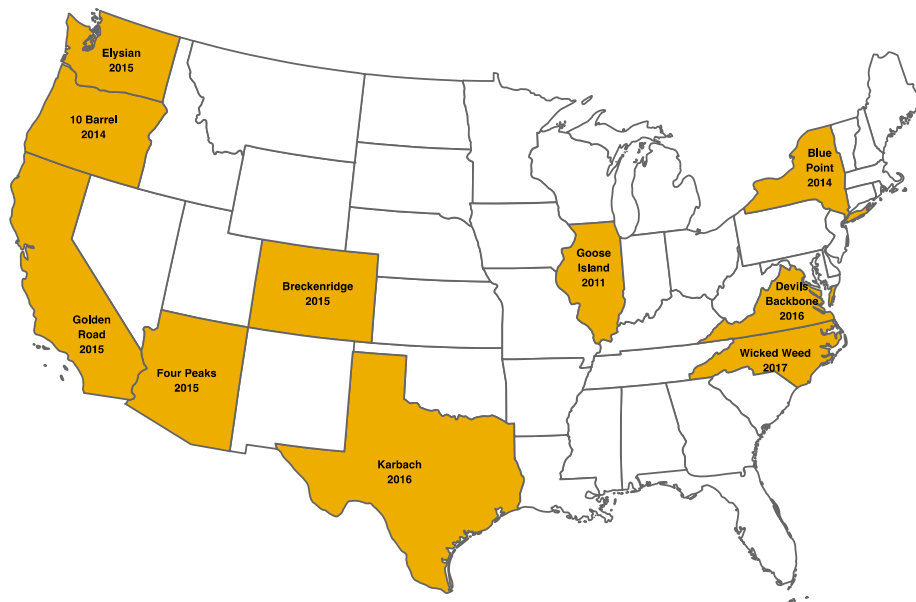 Elysian
2015
10 Barrel
2014
Blue
Point
2014
Goose
Island
2011
Breckenridge
2015
Devils
Backbone
2016
Golden
Road
2015
Wicked Weed
2017
Four Peaks
2015
Karbach
2016